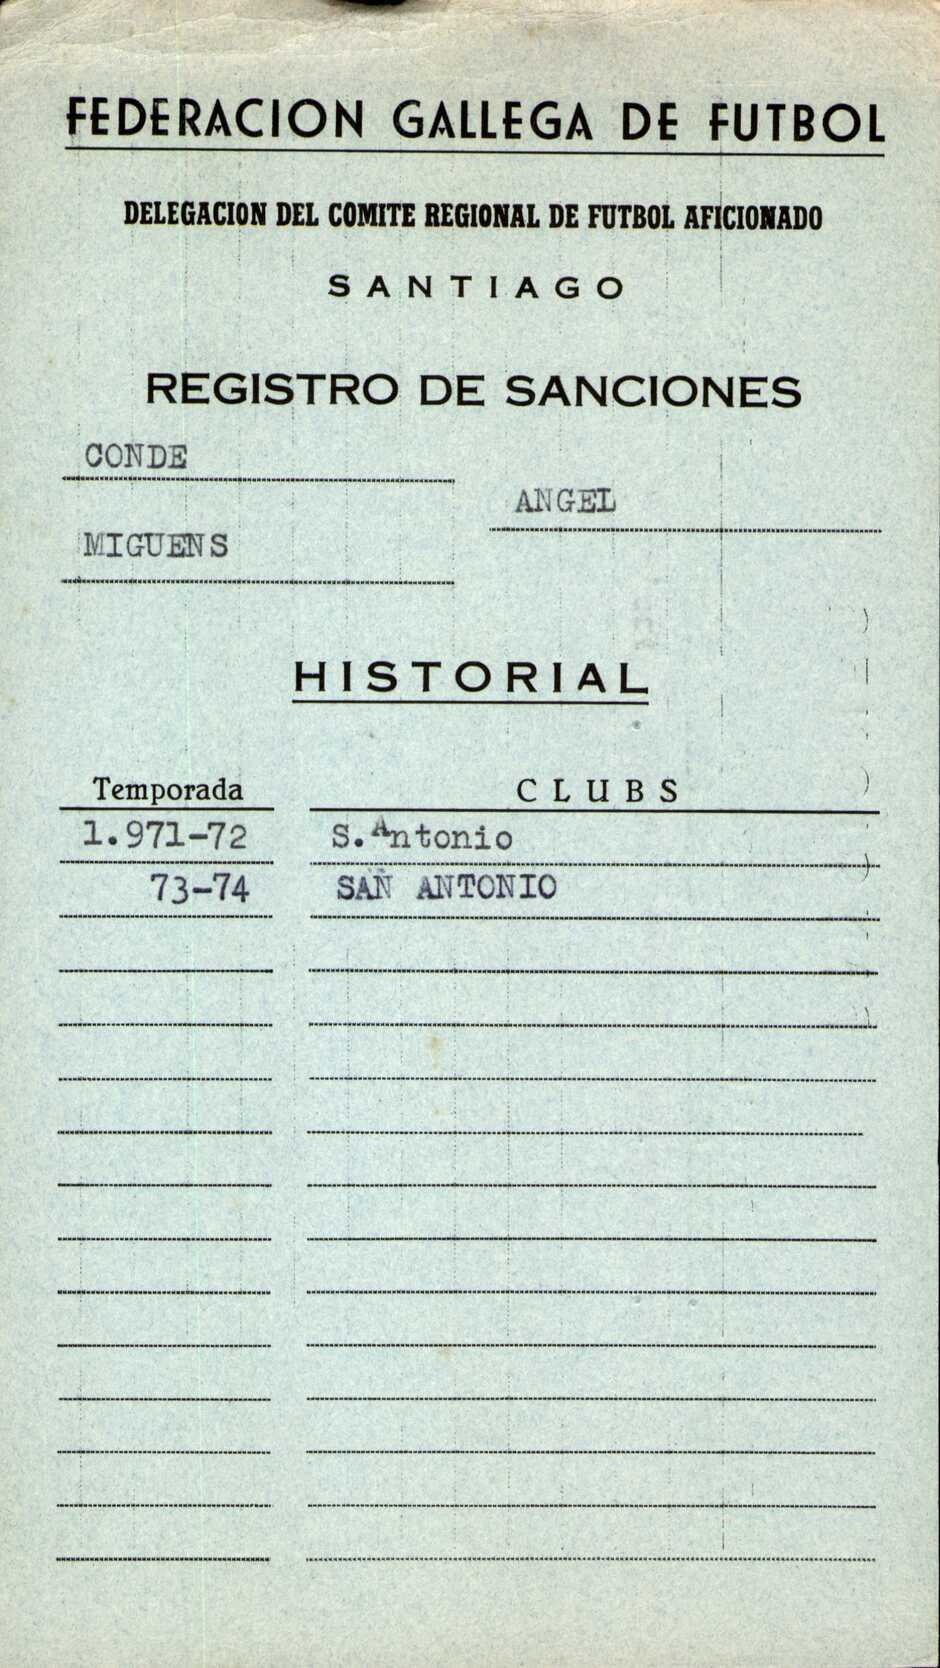 FEDERACION GALLEGA DE FUTBOL
DELEGACION DEL COMITE REGIONAL DE FUTBOL AFICIONADO
SANTIAGO
REGISTRO DE SANCIONES
CONDE
ANGEL
MIGUENS
HISTORIAL
Temporada CLUBS
1.971-72 S.Antonio
73-74 SAN ANTONIO